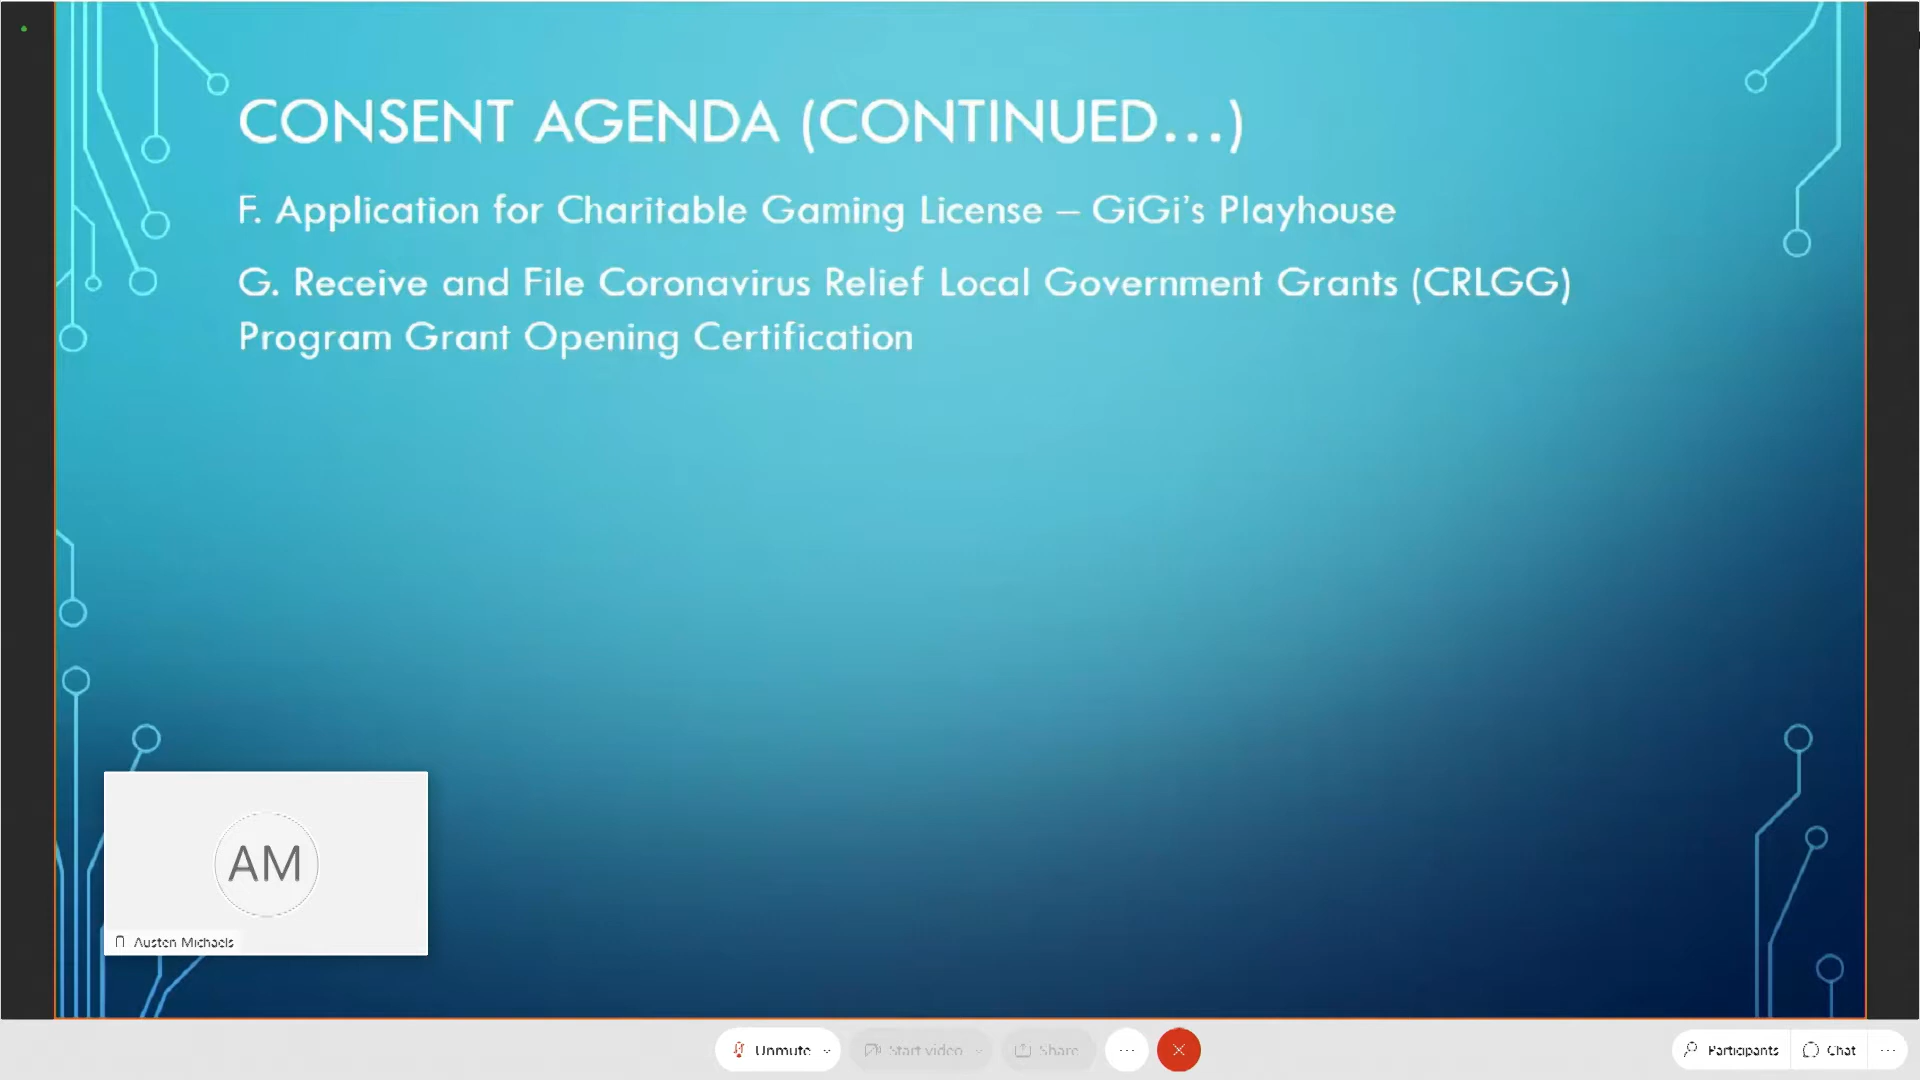 CONSENT AGENDA (CONTINUED...)
F. Application for Charitable Gaming License – GiGi's Playhouse
G. Receive and File Coronavirus Relief Local Government Grants (CRLGG)
Program Grant Opening Certification
AM
Austen Michaels
Unmute
Start video
Share
Participants
Chat